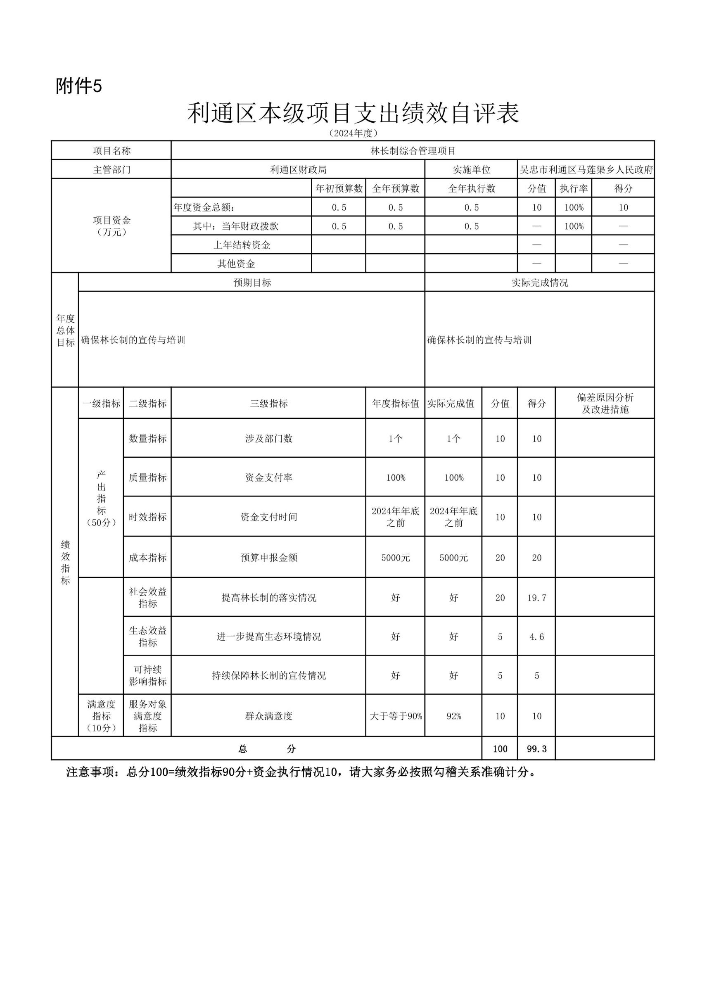 附件5
利通区本级项目支出绩效自评表
（2024年度）
项目名称 林长制综合管理项目
主管部门 利通区财政局 实施单位 吴忠市利通区马莲渠乡人民政府
项目资金
（万元）
年初预算数 全年预算数 全年执行数 分值 执行率 得分
年度资金总额： 0.5 0.5 0.5 10 100% 10
其中：当年财政拨款 0.5 0.5 0.5 — 100% —
上年结转资金 — —
其他资金 — —
年度
总体
目标
预期目标 实际完成情况
确保林长制的宣传与培训 确保林长制的宣传与培训
绩
效
指
标
一级指标 二级指标 三级指标 年度指标值 实际完成值 分值 得分 偏差原因分析
及改进措施
产
出
指
标
（50分）
数量指标 涉及部门数 1个 1个 10 10
质量指标 资金支付率 100% 100% 10 10
时效指标 资金支付时间 2024年年底
之前 2024年年底
之前 10 10
成本指标 预算申报金额 5000元 5000元 20 20
社会效益
指标 提高林长制的落实情况 好 好 20 19.7
生态效益
指标 进一步提高生态环境情况 好 好 5 4.6
可持续
影响指标 持续保障林长制的宣传情况 好 好 5 5
满意度
指标
（10分）
服务对象
满意度
指标 群众满意度 大于等于90% 92% 10 10
总 分 100 99.3
注意事项：总分100=绩效指标90分+资金执行情况10，请大家务必按照勾稽关系准确计分。